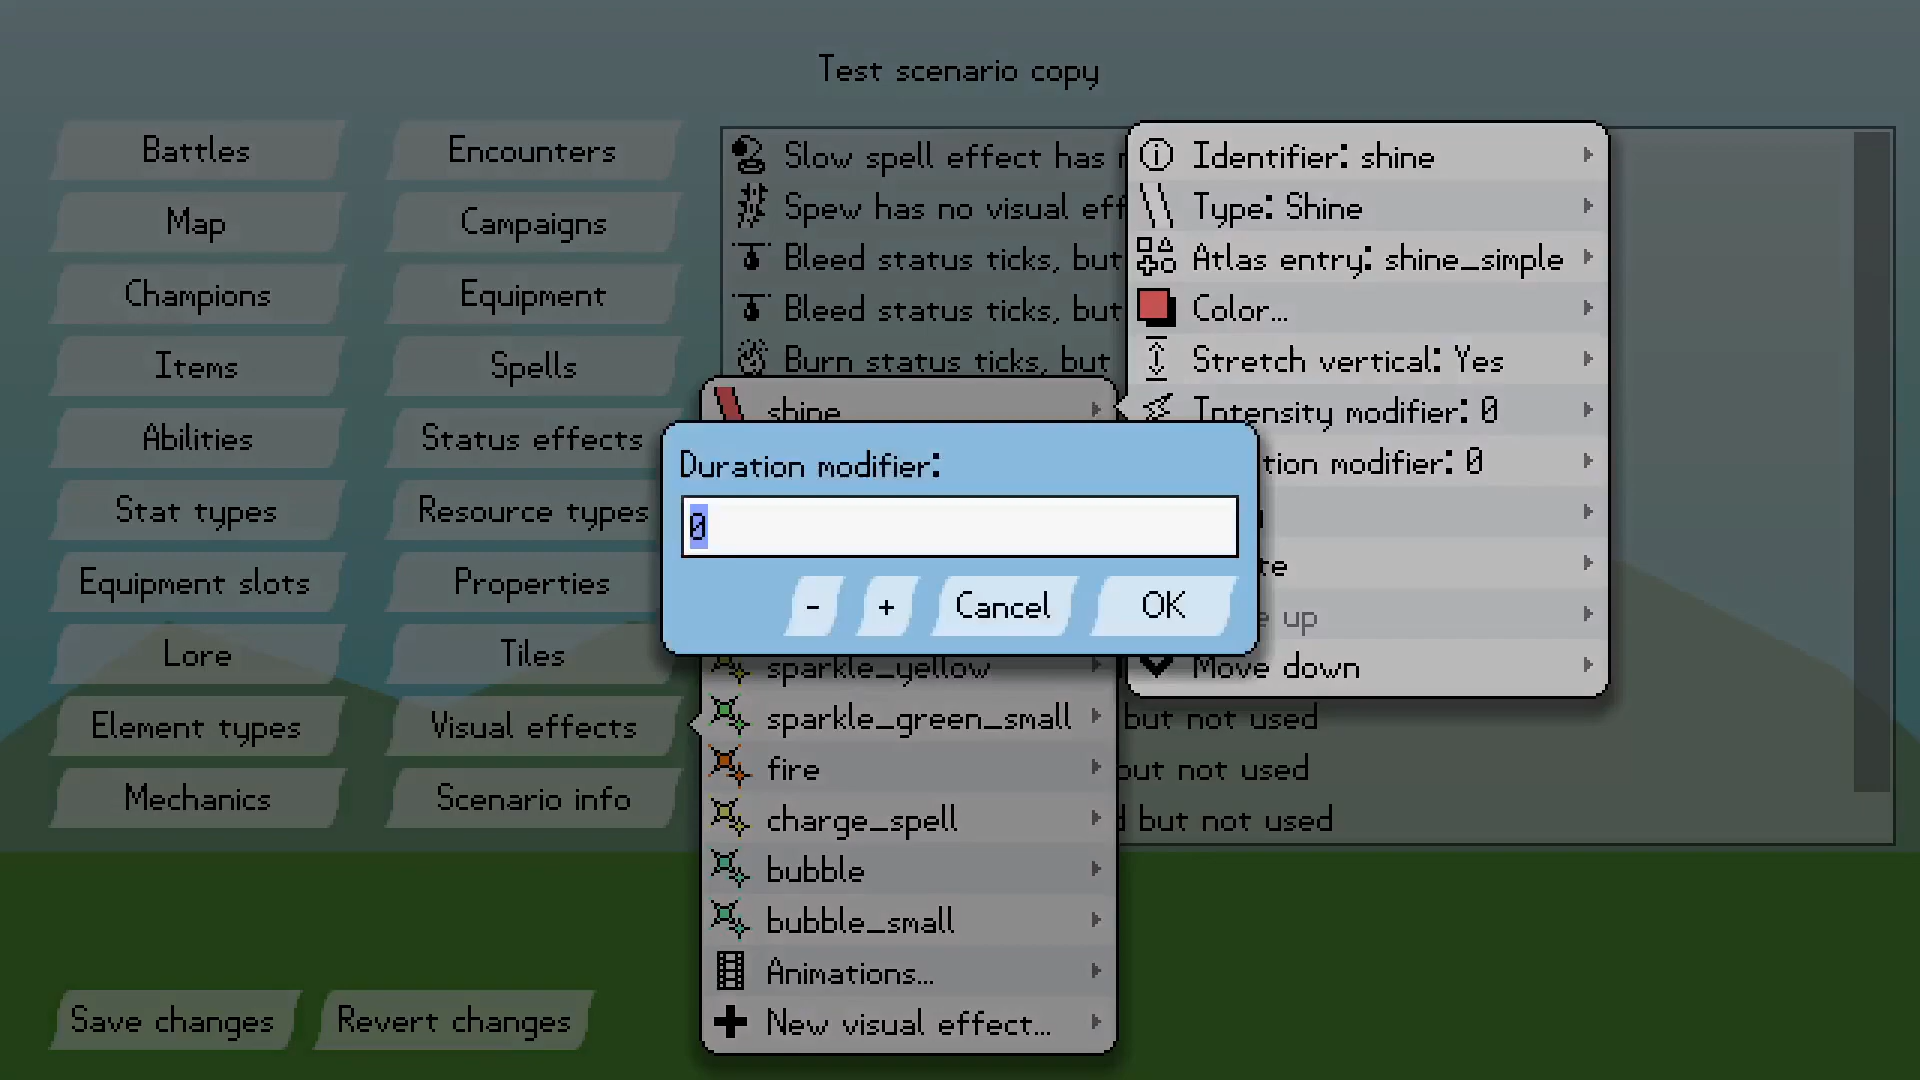 Test scenario copy
Battles
Encounters
Map
Campaigns
Champions
Equipment
Items
Spells
Abilities
Status effects
Stat types
Resource types
Equipment slots
Properties
Lore
Tiles
Element types
Visual effects
Mechanics
Scenario info
Save changes
Revert changes
Slow spell effect has
Spew has no visual eff
Bleed status ticks, but
Bleed status ticks, but
Burn status ticks, but
but not used
but not used
but not used
shine
sparkle_yellow
sparkle_green_small
fire
charge_spell
bubble
bubble_small
Animations...
New visual effect...
Identifier: shine
Type: Shine
Atlas entry: shine_simple
Color...
Stretch vertical: Yes
Intensity modifier: 0
tion modifier: 0
te
e up
Move down
Duration modifier:
0
-
+
Cancel
OK